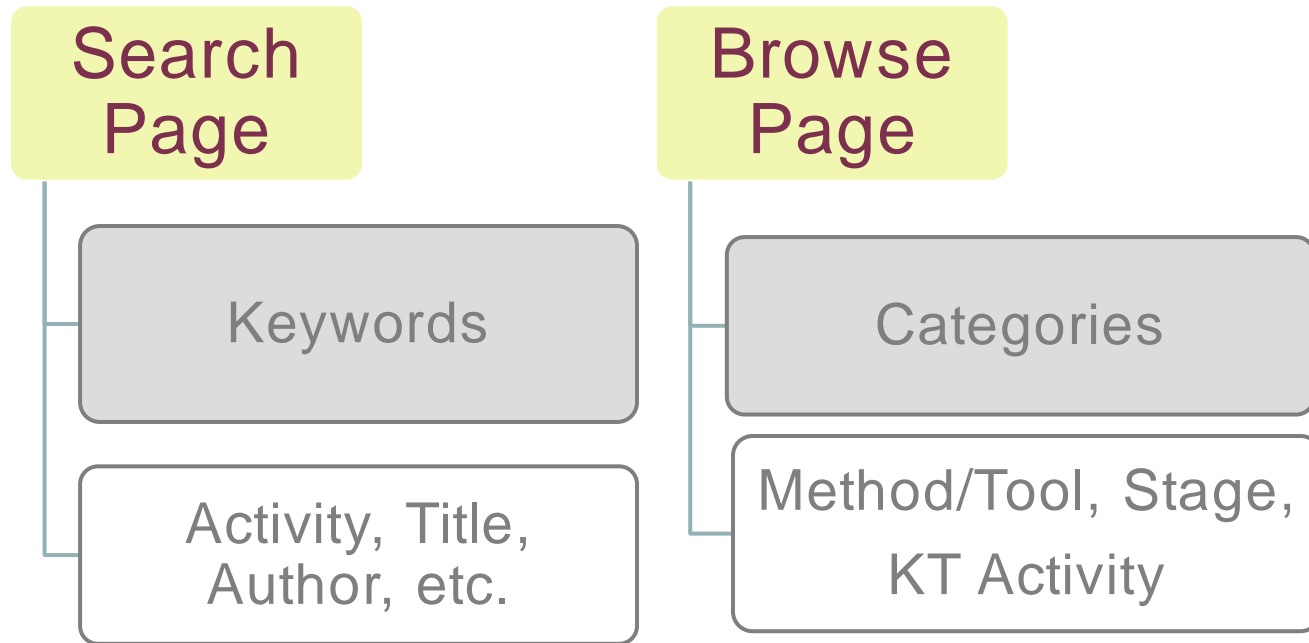 Search
Page
Keywords
Activity, Title,
Author, etc.
Browse
Page
Categories
Method/Tool, Stage,
KT Activity